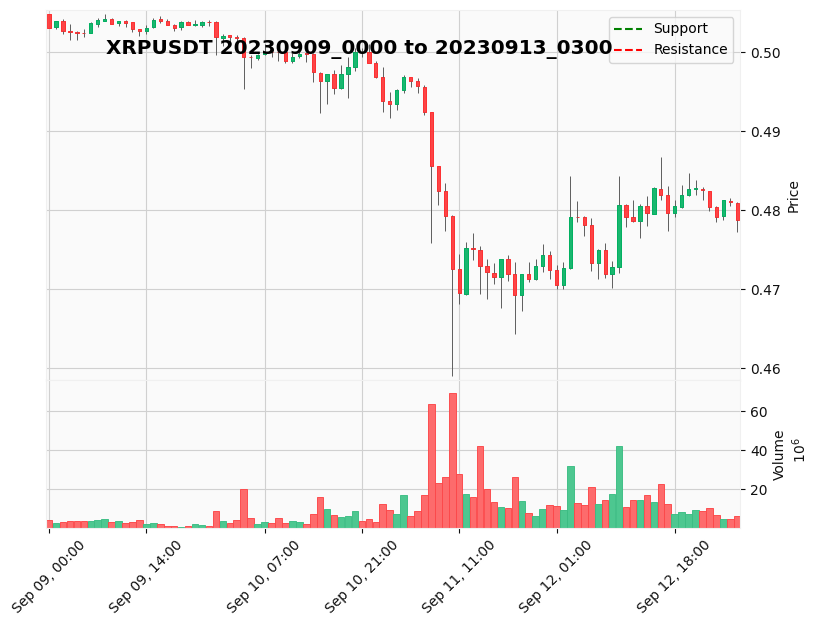 XRPUSDT 20230909_0000 to 20230913_0300
Support
Resistance
0.50
0.49
0.48
0.47
0.46
Price
60
40
20
Volume
10^6
Sep 09, 00:00
Sep 09, 14:00
Sep 10, 07:00
Sep 10, 21:00
Sep 11, 11:00
Sep 12, 01:00
Sep 12, 18:00